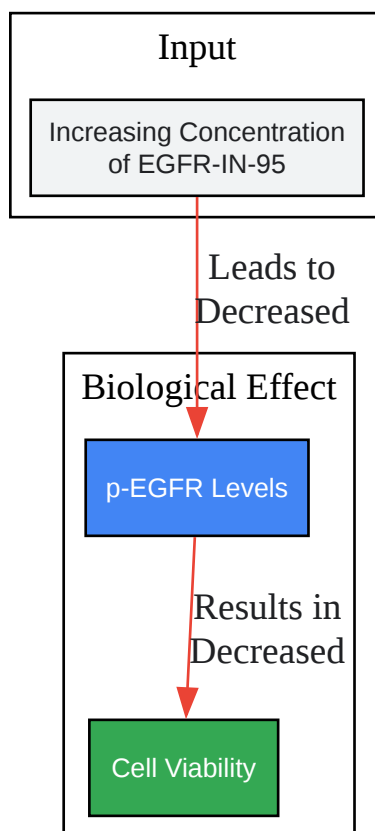 Input
Increasing Concentration
of EGFR-IN-95
Leads to
Decreased
Biological Effect
p-EGFR Levels
Results in
Decreased
Cell Viability